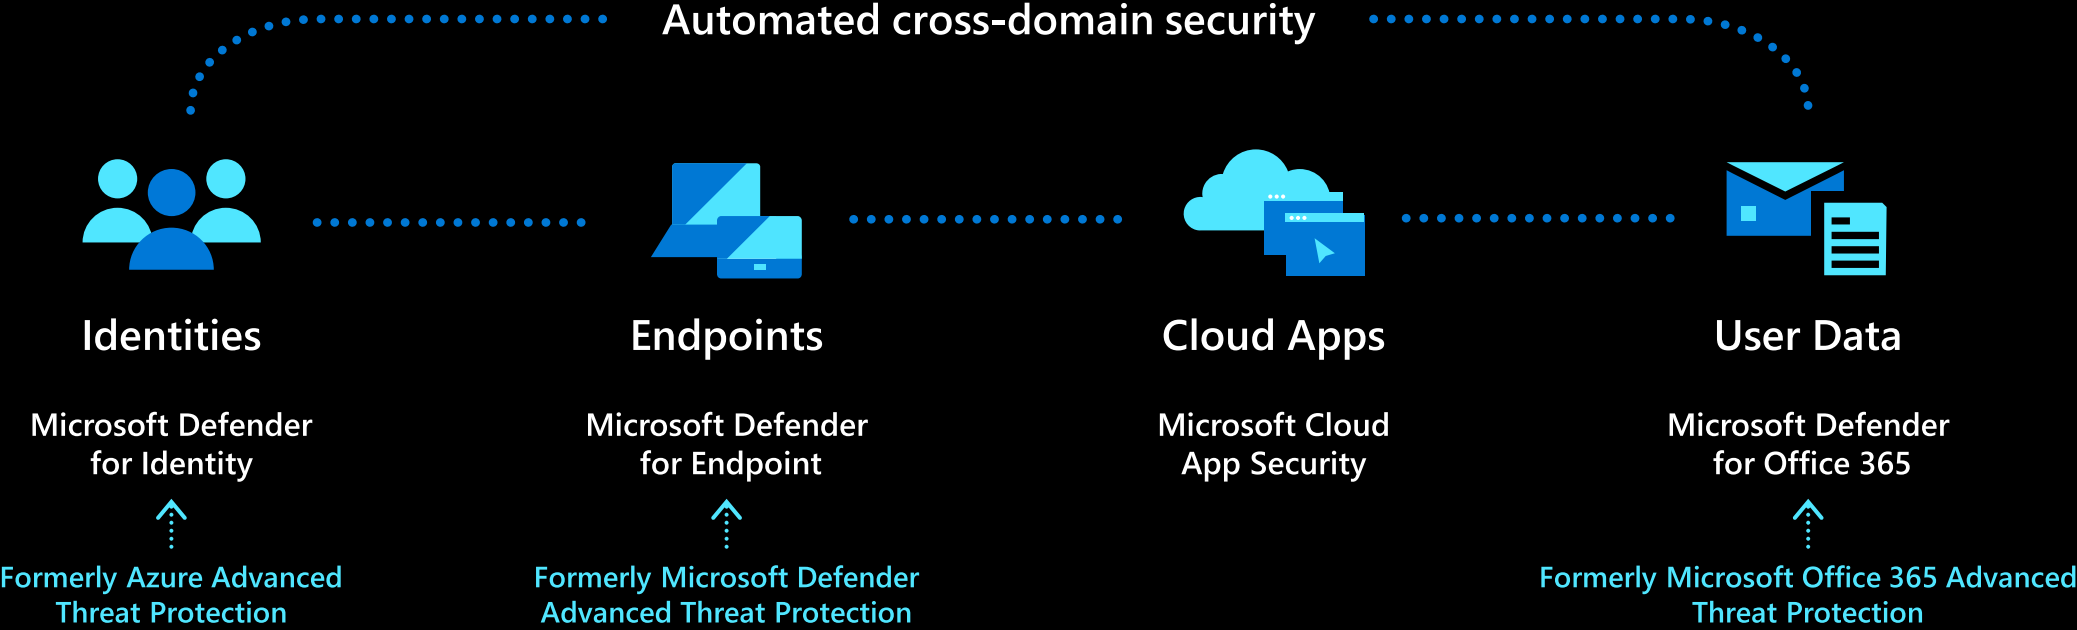 Automated cross-domain security
Identities
Endpoints
Cloud Apps
User Data
Microsoft Defender
for Identity
Microsoft Defender
for Endpoint
Microsoft Cloud
App Security
Microsoft Defender
for Office 365
Formerly Azure Advanced
Threat Protection
Formerly Microsoft Defender
Advanced Threat Protection
Formerly Microsoft Office 365 Advanced
Threat Protection